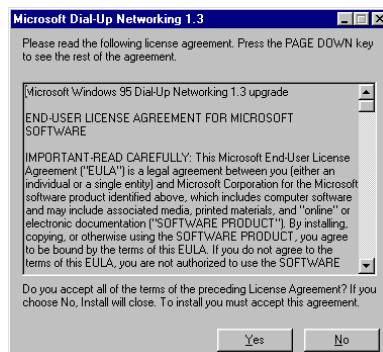 Microsoft Dial-Up Networking 1.3
Please read the following license agreement. Press the PAGE DOWN key
to see the rest of the agreement.
Microsoft Windows 95 Dial-Up Networking 1.3 upgrade
END-USER LICENSE AGREEMENT FOR MICROSOFT
SOFTWARE
IMPORTANT-READ CAREFULLY: This Microsoft End-User License
Agreement ("EULA") is a legal agreement between you (either an
individual or a single entity) and Microsoft Corporation for the Microsoft
software product identified above, which includes computer software
and may include associated media, printed materials, and "online" or
electronic documentation ("SOFTWARE PRODUCT"). By installing,
copying, or otherwise using the SOFTWARE PRODUCT, you agree
to be bound by the terms of this EULA. If you do not agree to the
terms of this EULA, you are not authorized to use the SOFTWARE
Do you accept all of the terms of the preceding License Agreement? If you
choose No, Install will close. To install you must accept this agreement.
Yes No